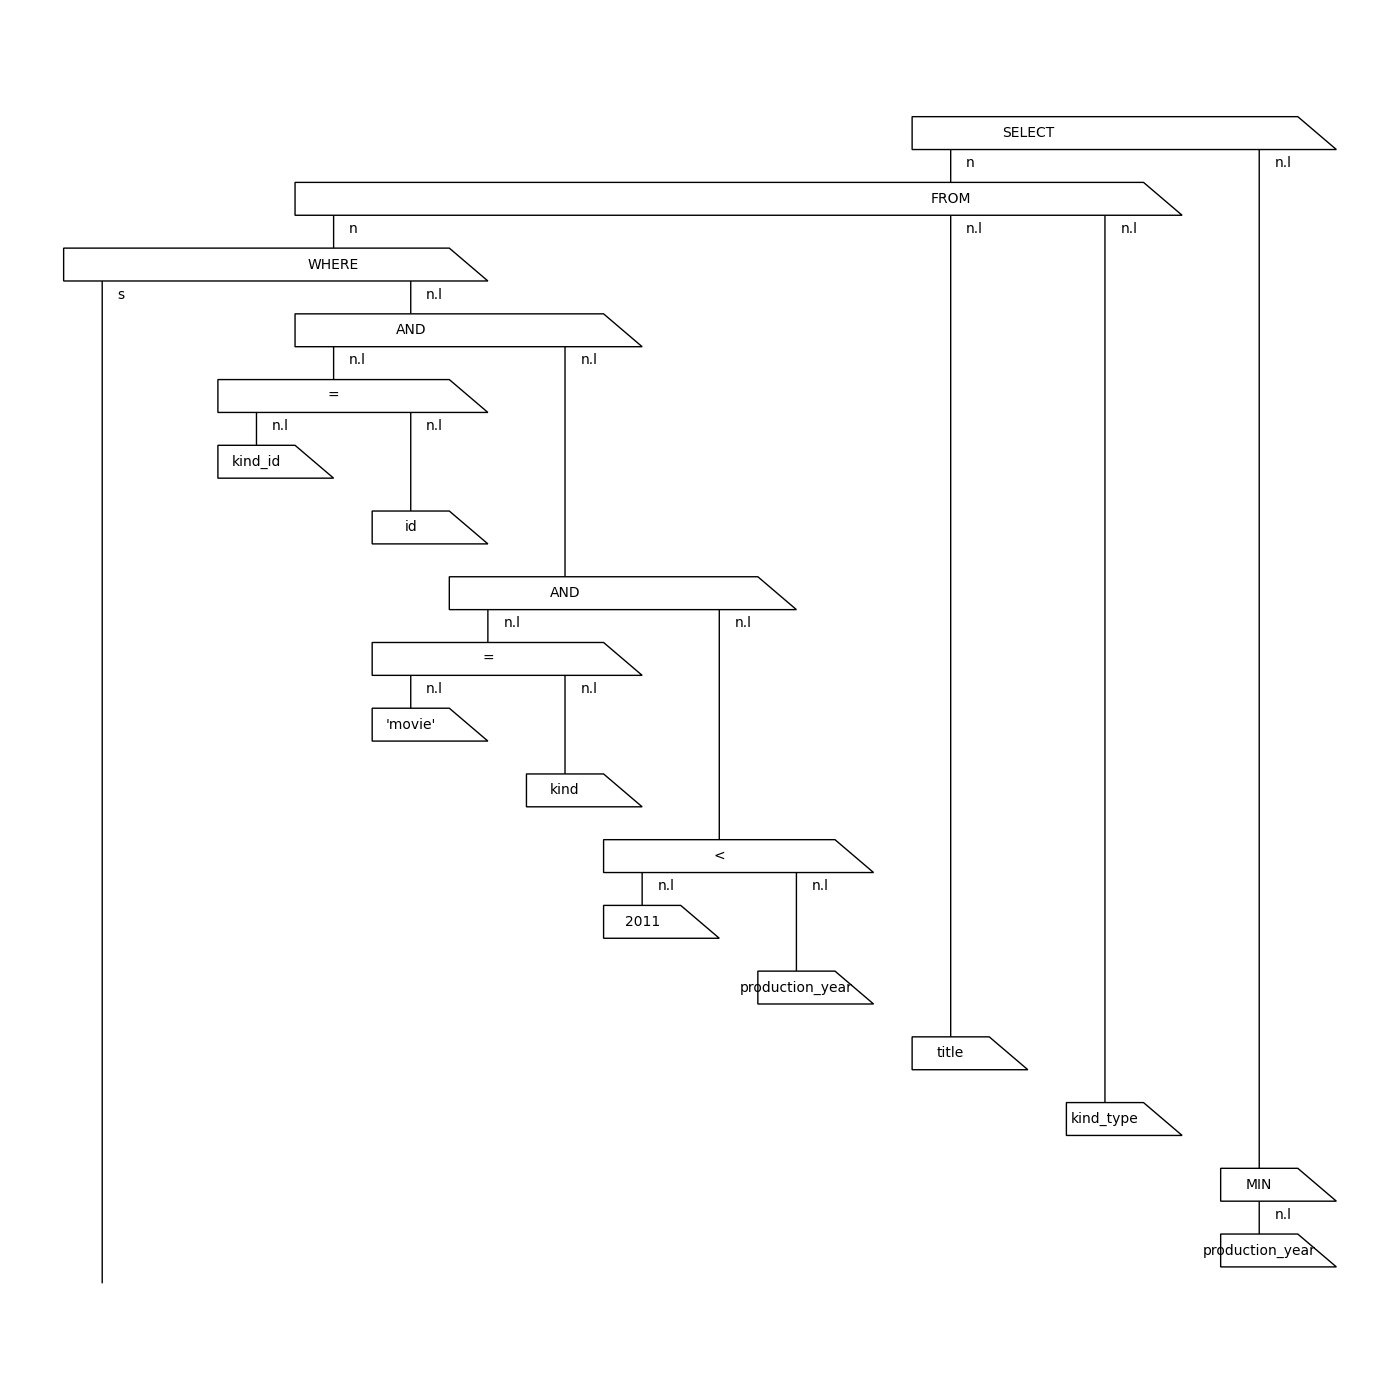 SELECT
n n.l
FROM
n n.l n.l
WHERE
s n.l
AND
n.l n.l
=
n.l n.l
kind_id
id
AND
n.l n.l
=
n.l n.l
'movie'
kind
<
n.l n.l
2011
production_year
title
kind_type
MIN
n.l
production_year